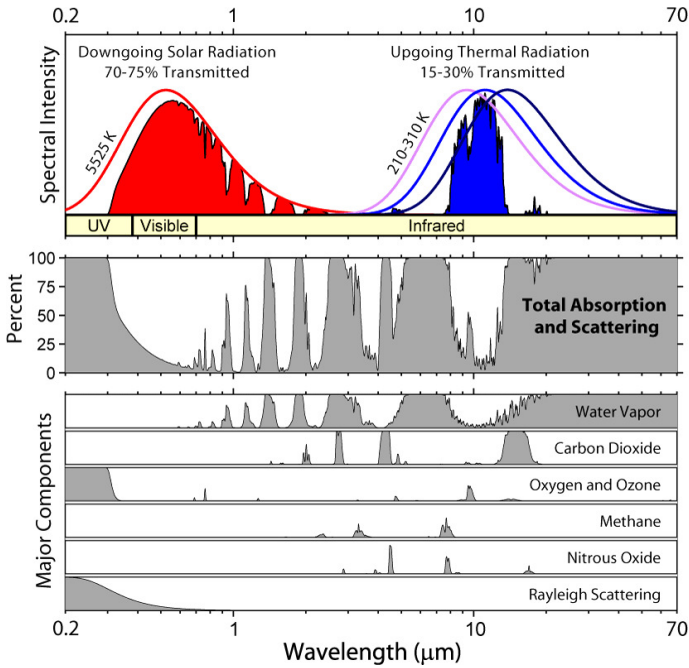 0.2 1 10 70
Spectral Intensity
Downgoing Solar Radiation
70-75% Transmitted
Upgoing Thermal Radiation
15-30% Transmitted
5525 K
210-310 K
UV Visible Infrared
Percent
100
75
50
25
0
Total Absorption
and Scattering
Major Components
Water Vapor
Carbon Dioxide
Oxygen and Ozone
Methane
Nitrous Oxide
Rayleigh Scattering
0.2 1 10 70
Wavelength (μm)